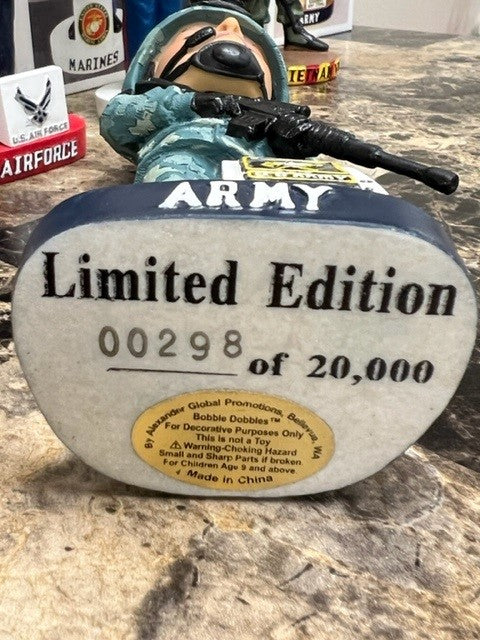 MARINES
ARMY
VIETNAM
U.S. AIR FORCE
AIRFORCE
ARMY
Limited Edition
00298 of 20,000
By Alexander Global Promotions, Bellevue, WA
Bobble Dobbles™
For Decorative Purposes Only
This is not a Toy
⚠ Warning-Choking Hazard
Small and Sharp Parts if broken.
For Children Age 9 and above.
Made in China